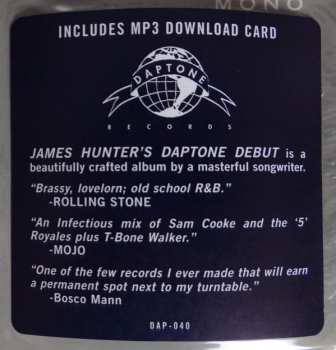 MONO
INCLUDES MP3 DOWNLOAD CARD
DAPTONE
RECORDS
JAMES HUNTER'S DAPTONE DEBUT is a
beautifully crafted album by a masterful songwriter.
"Brassy, lovelorn; old school R&B."
-ROLLING STONE
"An Infectious mix of Sam Cooke and the ‘5’
Royales plus T-Bone Walker."
-MOJO
"One of the few records I ever made that will earn
a permanent spot next to my turntable."
-Bosco Mann
DAP-040